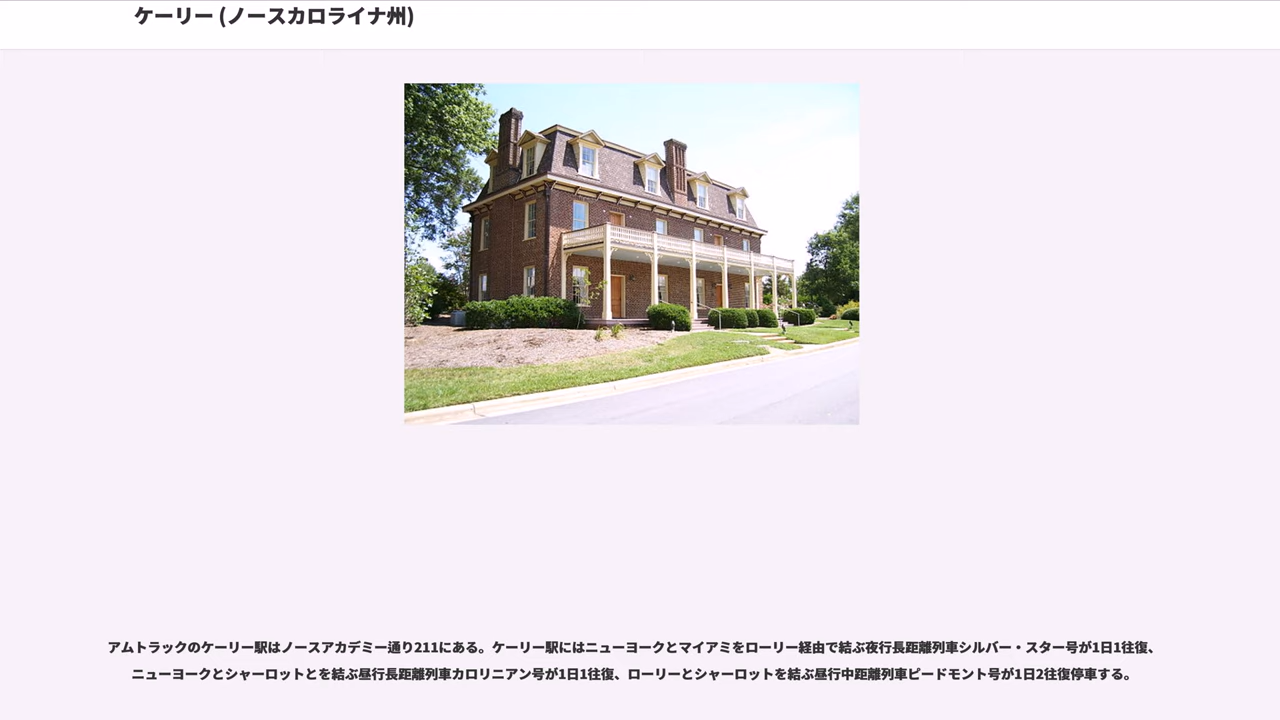 ケーリー (ノースカロライナ州)
アムトラックのケーリー駅はノースアカデミー通り211にある。ケーリー駅にはニューヨークとマイアミをローリー経由で結ぶ夜行長距離列車シルバー・スター号が1日1往復、
ニューヨークとシャーロットとを結ぶ昼行長距離列車カロリニアン号が1日1往復、ローリーとシャーロットを結ぶ昼行中距離列車ピードモント号が1日2往復停車する。